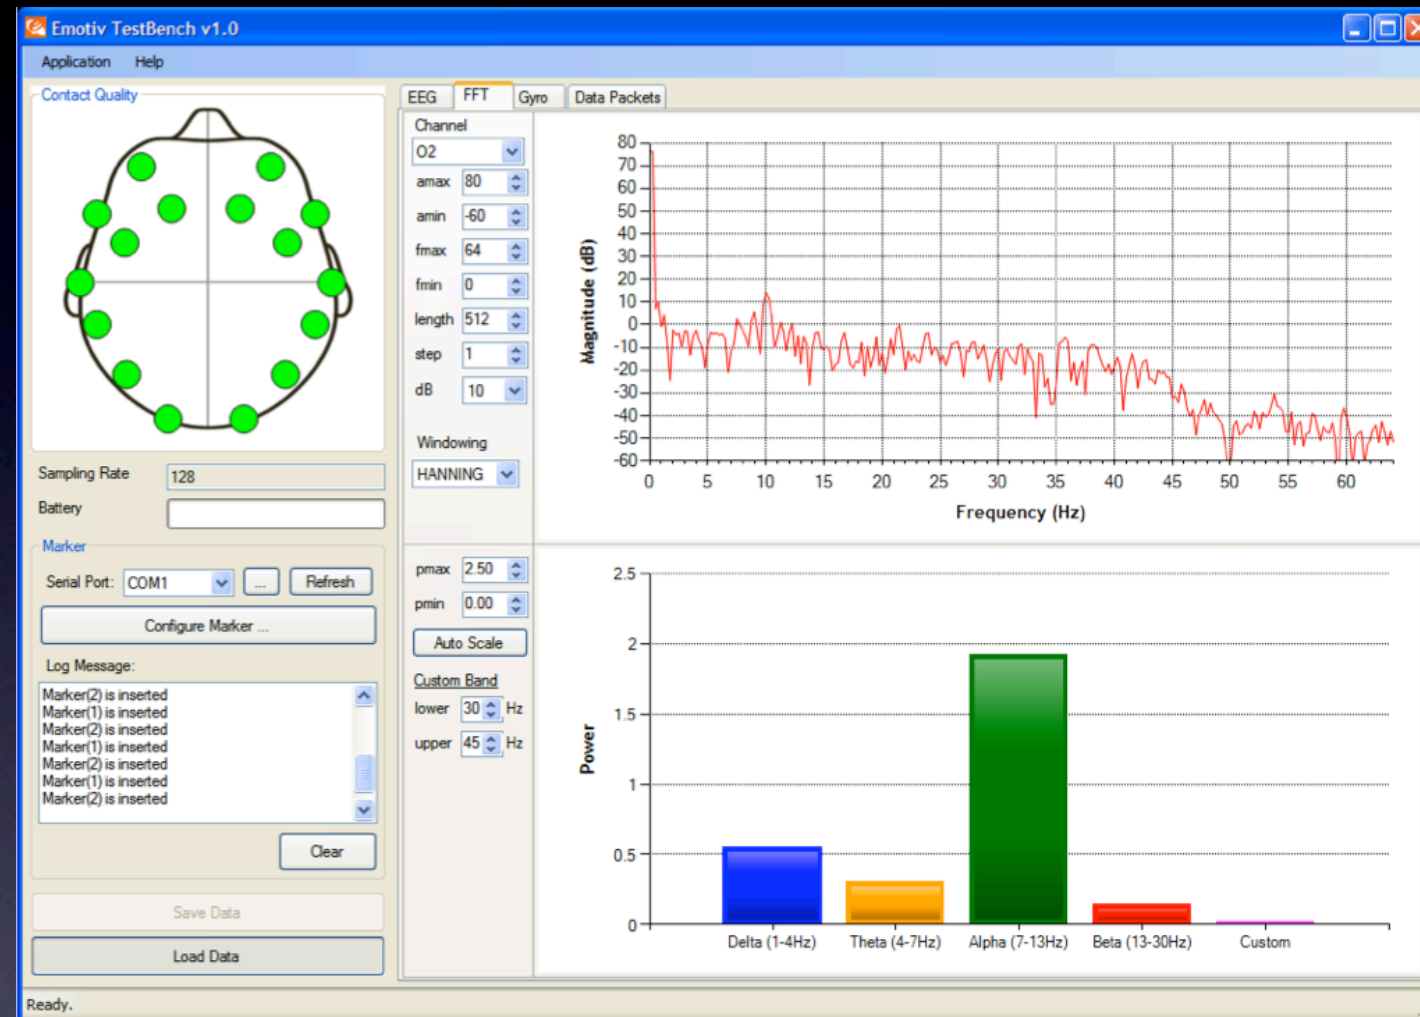 Emotiv TestBench v1.0
Application Help
Contact Quality
Sampling Rate 128
Battery
Marker
Serial Port: COM1 ... Refresh
Configure Marker ...
Log Message:
Marker(2) is inserted
Marker(1) is inserted
Marker(2) is inserted
Marker(1) is inserted
Marker(2) is inserted
Marker(1) is inserted
Marker(2) is inserted
Clear
Save Data
Load Data
Ready.
EEG FFT Gyro Data Packets
Channel
O2
amax 80
amin -60
fmax 64
fmin 0
length 512
step 1
dB 10
Windowing
HANNING
pmax 2.50
pmin 0.00
Auto Scale
Custom Band
lower 30 Hz
upper 45 Hz
Magnitude (dB)
80
70
60
50
40
30
20
10
0
-10
-20
-30
-40
-50
-60
0 5 10 15 20 25 30 35 40 45 50 55 60
Frequency (Hz)
Power
2.5
2
1.5
1
0.5
0
Delta (1-4Hz) Theta (4-7Hz) Alpha (7-13Hz) Beta (13-30Hz) Custom